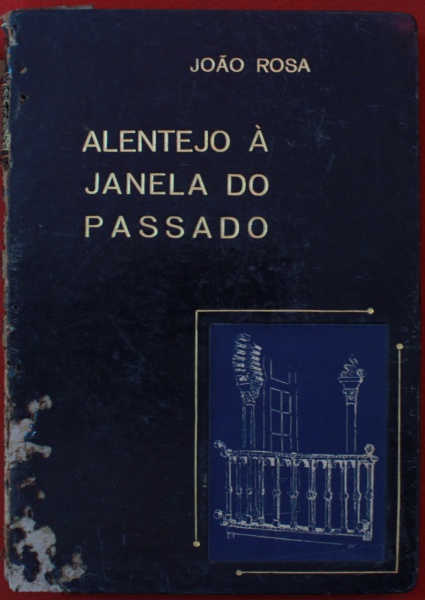 JOÃO ROSA
ALENTEJO À
JANELA DO
PASSADO